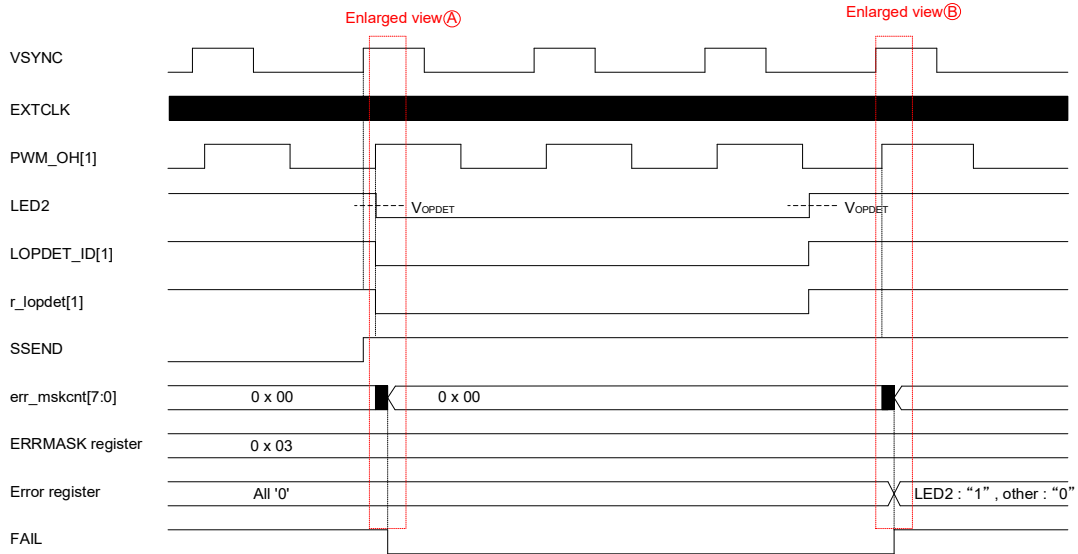 Enlarged viewⒶ
Enlarged viewⒷ
VSYNC
EXTCLK
PWM_OH[1]
LED2
VOPDET
VOPDET
LOPDET_ID[1]
r_lopdet[1]
SSEND
err_mskcnt[7:0]
0 x 00
0 x 00
ERRMASK register
0 x 03
Error register
All '0'
LED2 : “1” , other : “0”
FAIL